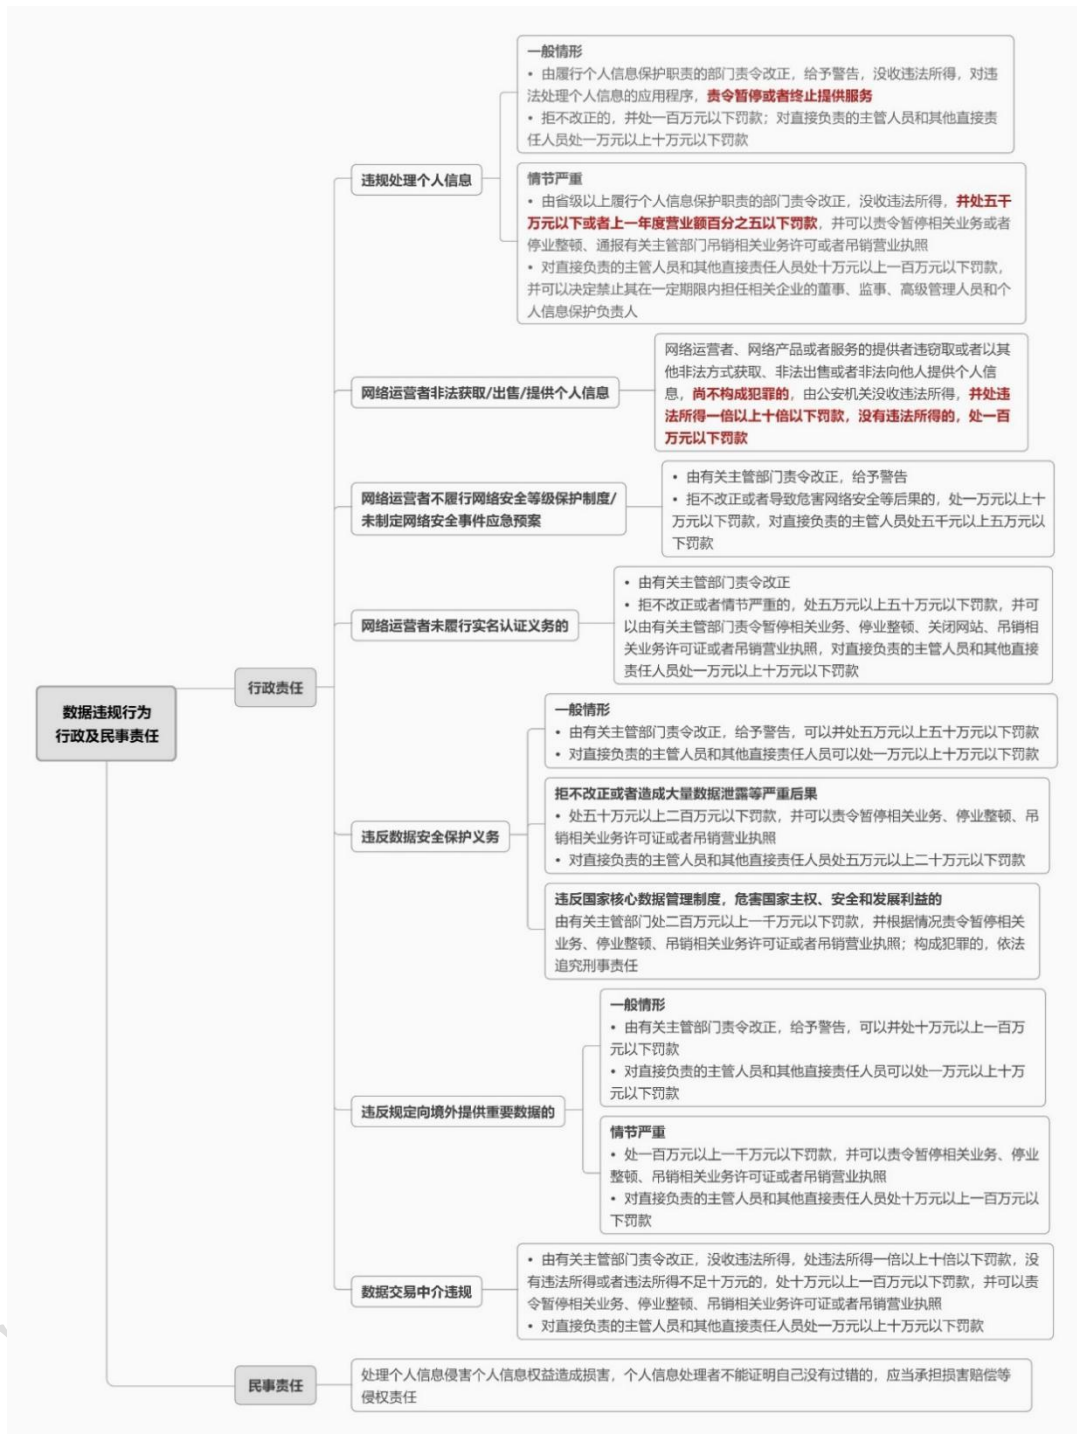 数据违规行为
行政及民事责任
行政责任
违规处理个人信息
一般情形
• 由履行个人信息保护职责的部门责令改正，给予警告，没收违法所得，对违
法处理个人信息的应用程序，责令暂停或者终止提供服务
• 拒不改正的，并处一百万元以下罚款；对直接负责的主管人员和其他直接责
任人员处一万元以上十万元以下罚款
情节严重
• 由省级以上履行个人信息保护职责的部门责令改正，没收违法所得，并处五千
万元以下或者上一年度营业额百分之五以下罚款，并可以责令暂停相关业务或者
停业整顿、通报有关主管部门吊销相关业务许可或者吊销营业执照
• 对直接负责的主管人员和其他直接责任人员处十万元以上一百万元以下罚款，
并可以决定禁止其在一定期限内担任相关企业的董事、监事、高级管理人员和个
人信息保护负责人
网络运营者非法获取/出售/提供个人信息
网络运营者、网络产品或者服务的提供者违窃取或者以其
他非法方式获取、非法出售或者非法向他人提供个人信
息，尚不构成犯罪的，由公安机关没收违法所得，并处违
法所得一倍以上十倍以下罚款，没有违法所得的，处一百
万元以下罚款
网络运营者不履行网络安全等级保护制度/
未制定网络安全事件应急预案
• 由有关主管部门责令改正，给予警告
• 拒不改正或者导致危害网络安全等后果的，处一万元以上十
万元以下罚款，对直接负责的主管人员处五千元以上五万元以
下罚款
网络运营者未履行实名认证义务的
• 由有关主管部门责令改正
• 拒不改正或者情节严重的，处五万元以上五十万元以下罚款，并可
以由有关主管部门责令暂停相关业务、停业整顿、关闭网站、吊销相
关业务许可证或者吊销营业执照，对直接负责的主管人员和其他直接
责任人员处一万元以上十万元以下罚款
违反数据安全保护义务
一般情形
• 由有关主管部门责令改正，给予警告，可以并处五万元以上五十万元以下罚款
• 对直接负责的主管人员和其他直接责任人员可以处一万元以上十万元以下罚款
拒不改正或者造成大量数据泄露等严重后果
• 处五十万元以上二百万元以下罚款，并可以责令暂停相关业务、停业整顿、吊
销相关业务许可证或者吊销营业执照
• 对直接负责的主管人员和其他直接责任人员处五万元以上二十万元以下罚款
违反国家核心数据管理制度，危害国家主权、安全和发展利益的
由有关主管部门处二百万元以上一千万元以下罚款，并根据情况责令暂停相关
业务、停业整顿、吊销相关业务许可证或者吊销营业执照；构成犯罪的，依法
追究刑事责任
违反规定向境外提供重要数据的
一般情形
• 由有关主管部门责令改正，给予警告，可以并处十万元以上一百万
元以下罚款
• 对直接负责的主管人员和其他直接责任人员可以处一万元以上十万
元以下罚款
情节严重
• 处一百万元以上一千万元以下罚款，并可以责令暂停相关业务、停业
整顿、吊销相关业务许可证或者吊销营业执照
• 对直接负责的主管人员和其他直接责任人员处十万元以上一百万元以
下罚款
数据交易中介违规
• 由有关主管部门责令改正，没收违法所得，处违法所得一倍以上十倍以下罚款，没
有违法所得或者违法所得不足十万元的，处十万元以上一百万元以下罚款，并可以责
令暂停相关业务、停业整顿、吊销相关业务许可证或者吊销营业执照
• 对直接负责的主管人员和其他直接责任人员处一万元以上十万元以下罚款
民事责任
处理个人信息侵害个人信息权益造成损害，个人信息处理者不能证明自己没有过错的，应当承担损害赔偿等
侵权责任